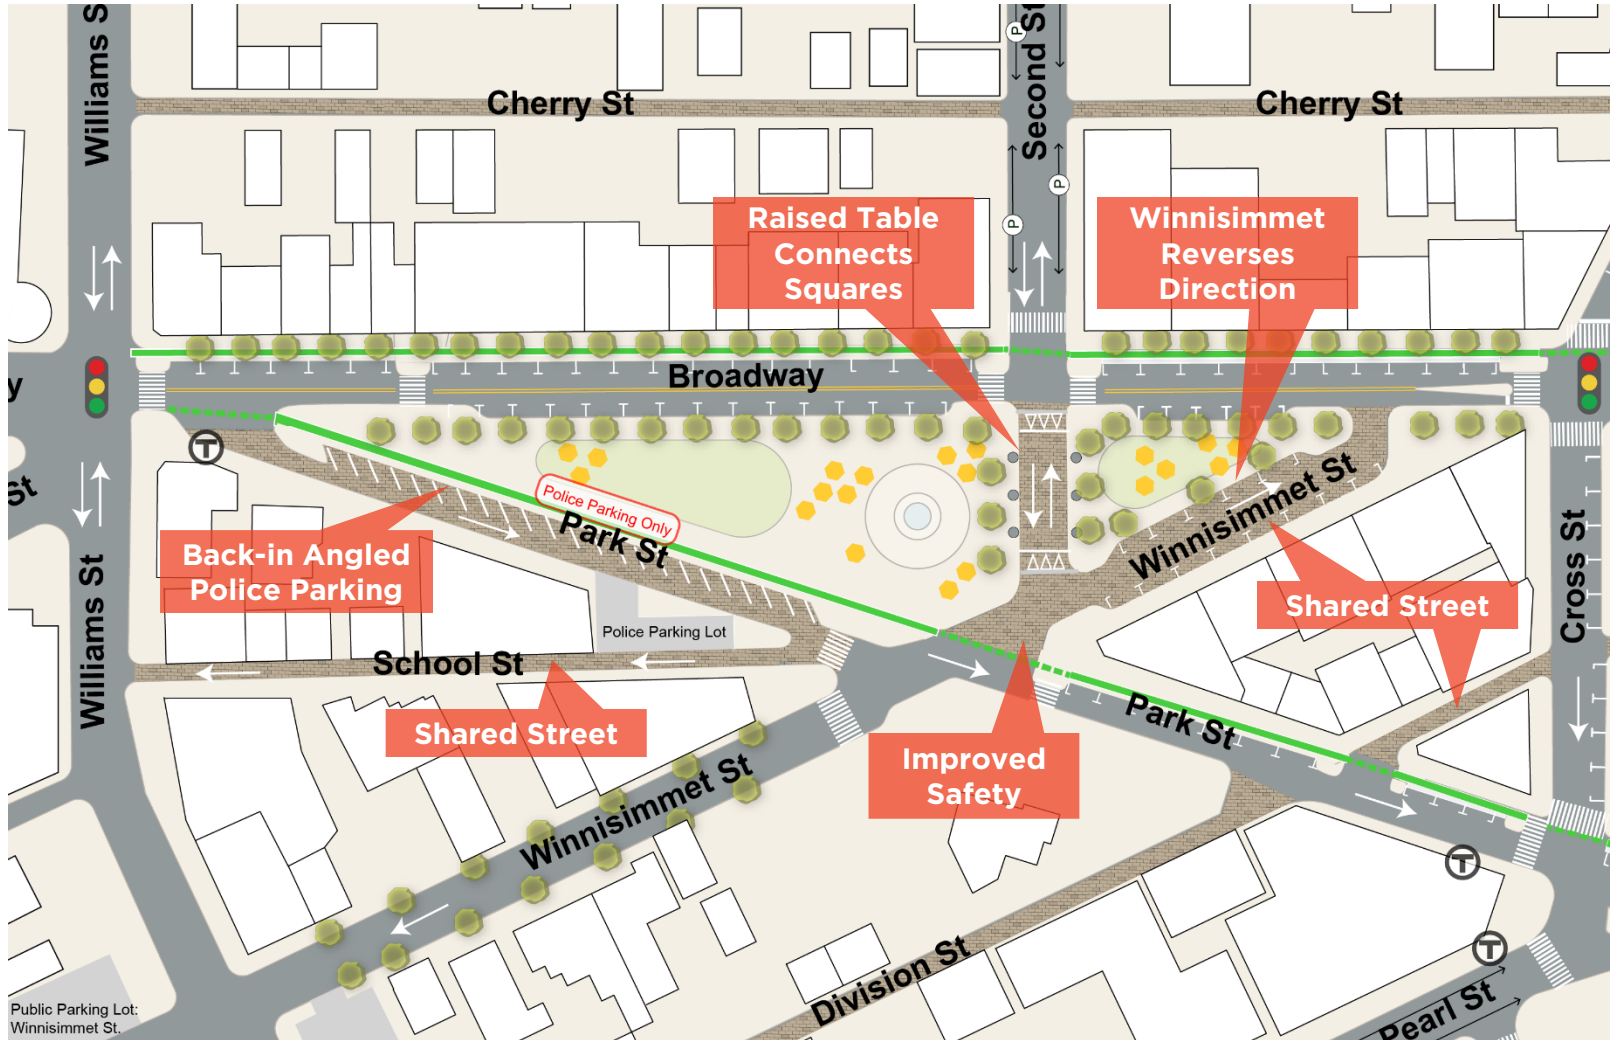 Williams S
Second St
P
Cherry St
Cherry St
P
P
Raised Table
Connects
Squares
Winnisimmet
Reverses
Direction
Broadway
y
T
St
Police Parking Only
Park St
Winnisimmet St
Back-in Angled
Police Parking
Williams St
Shared Street
Cross St
Police Parking Lot
School St
Shared Street
Park St
Improved
Safety
Winnisimmet St
T
T
Division St
Pearl St
Public Parking Lot:
Winnisimmet St.